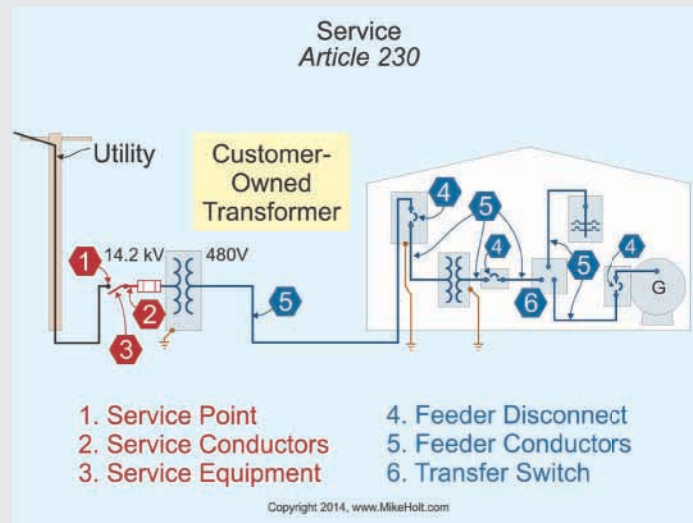 Service
Article 230
Utility
Customer-
Owned
Transformer
14.2 kV
480V
1
2
3
5
4
5
4
6
5
4
G
1. Service Point
2. Service Conductors
3. Service Equipment
4. Feeder Disconnect
5. Feeder Conductors
6. Transfer Switch
Copyright 2014, www.MikeHolt.com